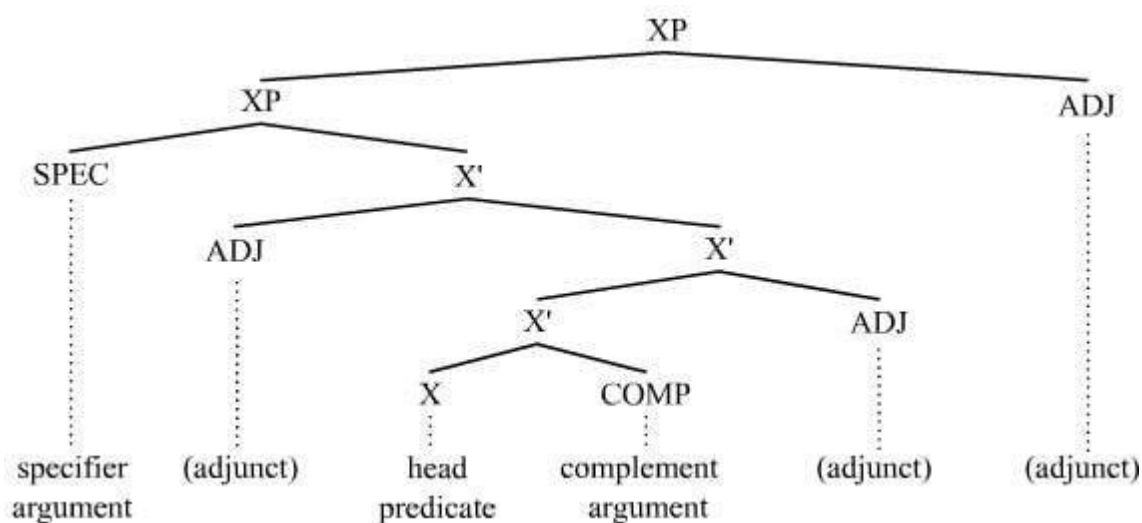 XP
XP ADJ
SPEC X'
ADJ X'
X' ADJ
X COMP
specifier (adjunct) head complement (adjunct) (adjunct)
argument predicate argument